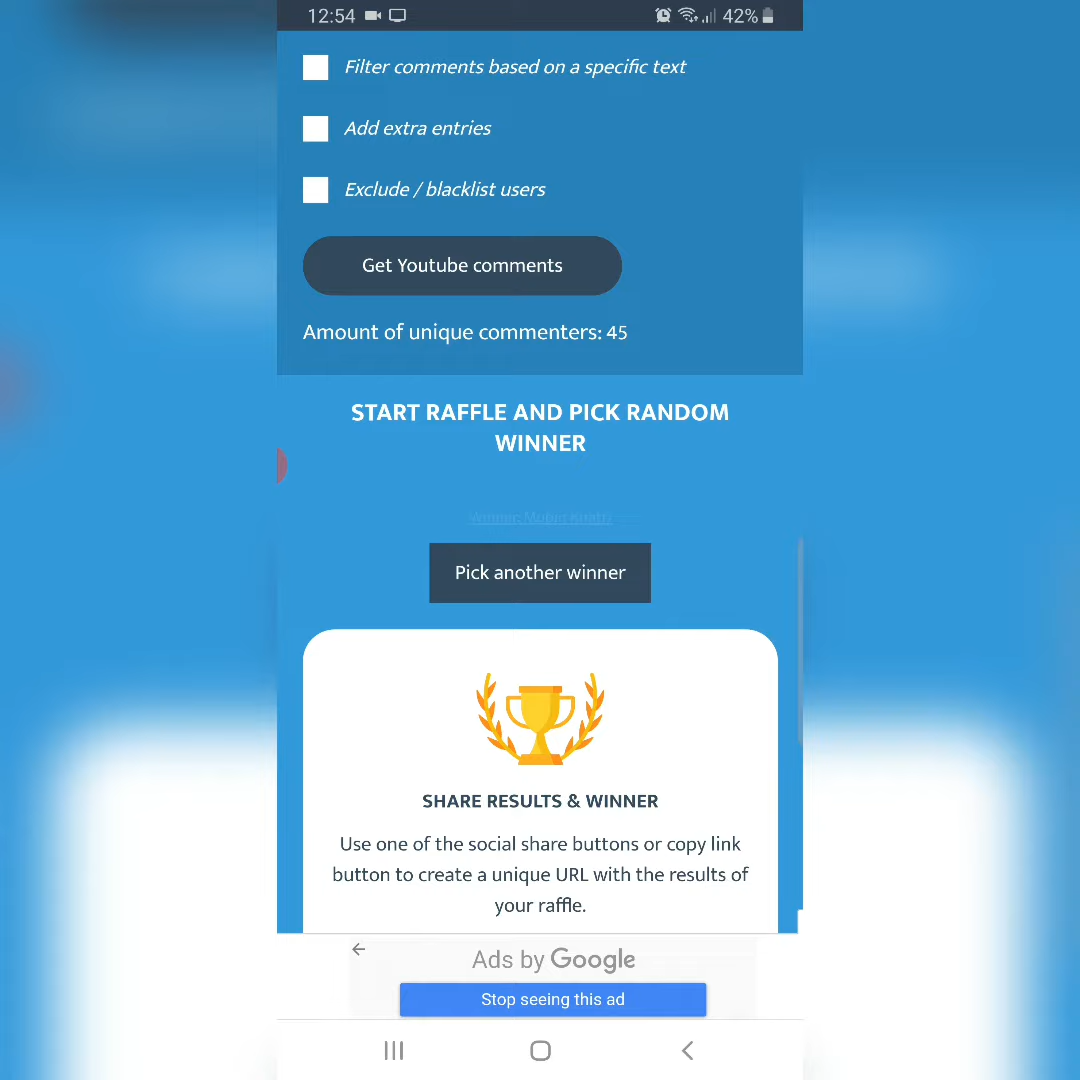 12:54
42%
Filter comments based on a specific text
Add extra entries
Exclude / blacklist users
Get Youtube comments
Amount of unique commenters: 45
START RAFFLE AND PICK RANDOM
WINNER
Winner:
Pick another winner
SHARE RESULTS & WINNER
Use one of the social share buttons or copy link
button to create a unique URL with the results of
your raffle.
Ads by Google
Stop seeing this ad